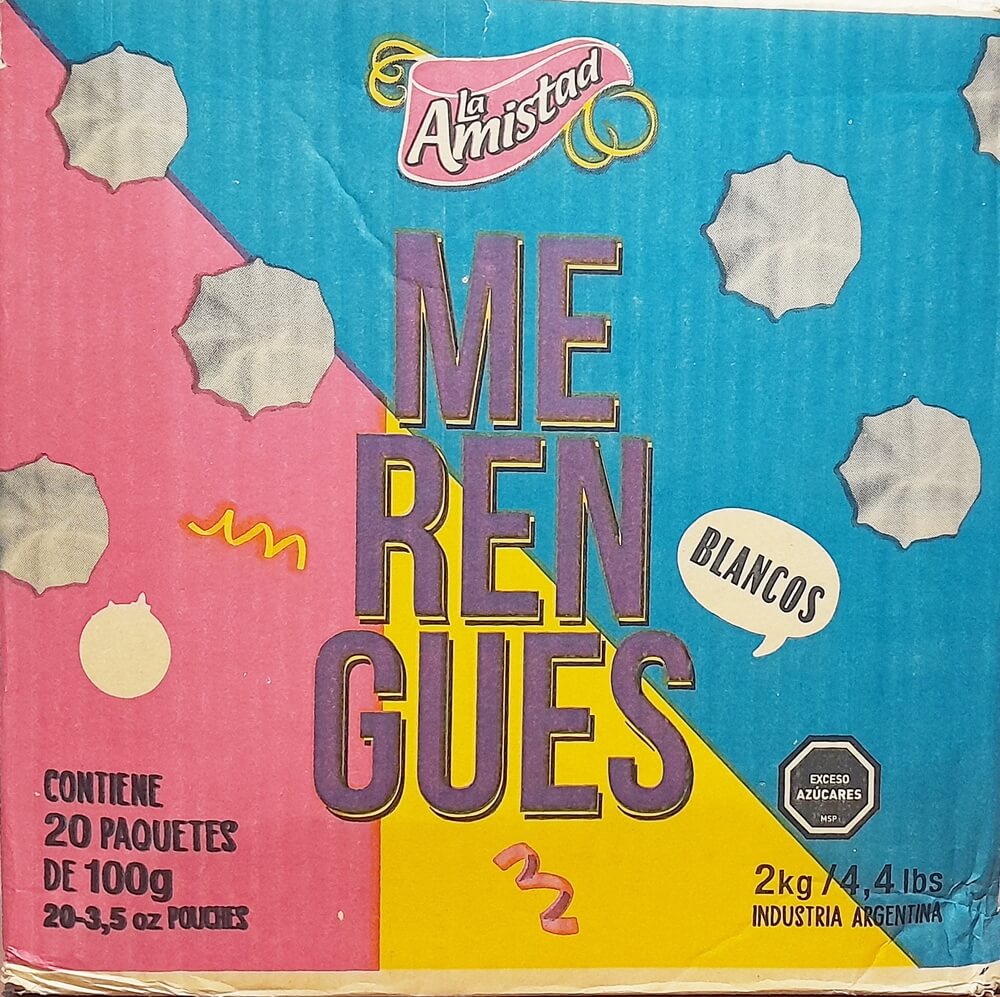 La
Amistad
ME
REN
GUES
BLANCOS
CONTIENE
20 PAQUETES
DE 100g
20-3,5 oz POUCHES
EXCESO
AZÚCARES
MSP
2kg / 4,4 lbs
INDUSTRIA ARGENTINA